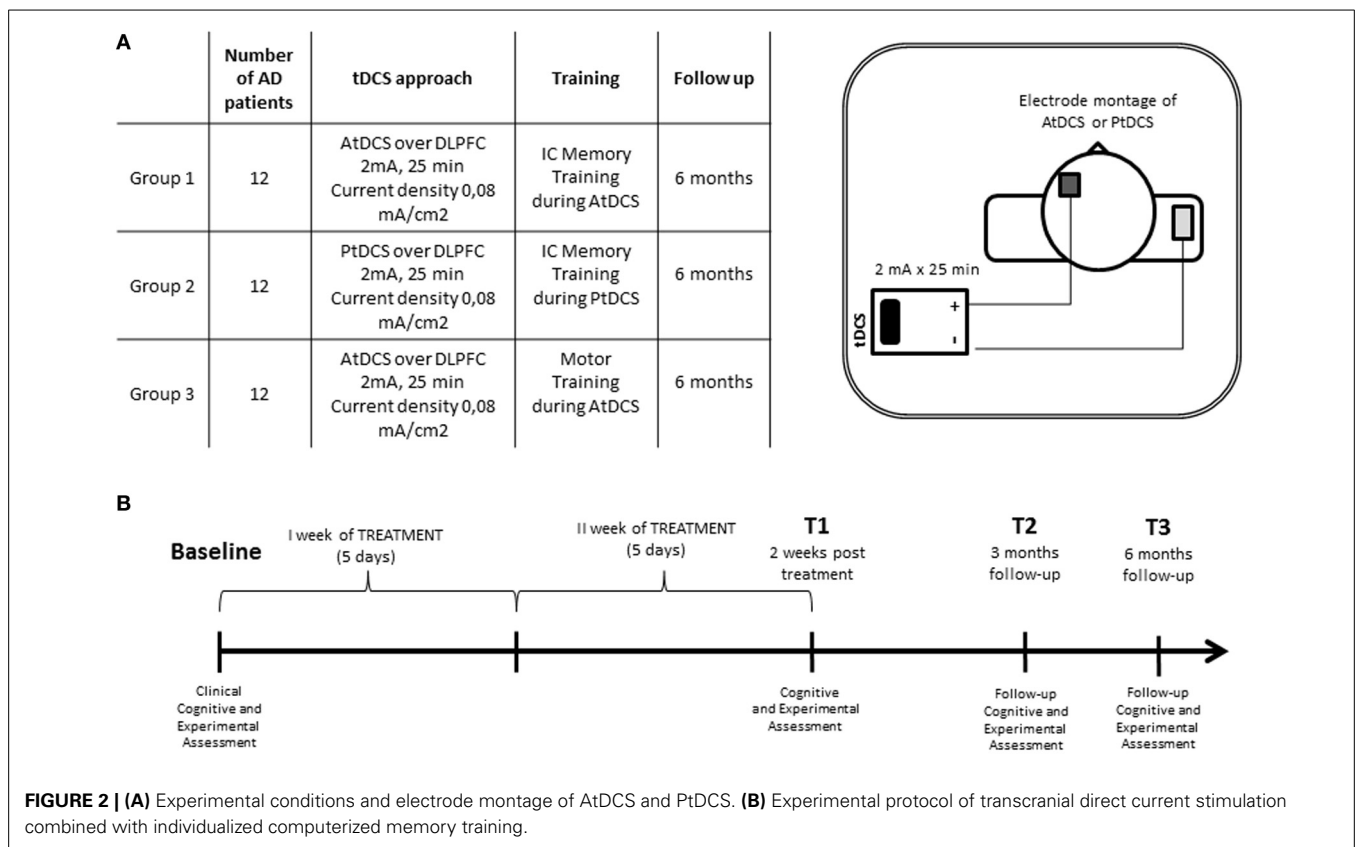 A
Number
of AD
patients
tDCS approach
Training
Follow up
Group 1
12
AtDCS over DLPFC
2mA, 25 min
Current density 0,08
mA/cm2
IC Memory
Training
during AtDCS
6 months
Group 2
12
PtDCS over DLPFC
2mA, 25 min
Current density 0,08
mA/cm2
IC Memory
Training
during PtDCS
6 months
Group 3
12
AtDCS over DLPFC
2mA, 25 min
Current density 0,08
mA/cm2
Motor
Training
during AtDCS
6 months
Electrode montage of
AtDCS or PtDCS
2 mA x 25 min
tDCS
+
-
B
Baseline
I week of TREATMENT
(5 days)
II week of TREATMENT
(5 days)
T1
2 weeks post
treatment
T2
3 months
follow-up
T3
6 months
follow-up
Clinical
Cognitive and
Experimental
Assessment
Cognitive
and Experimental
Assessment
Follow-up
Cognitive and
Experimental
Assessment
Follow-up
Cognitive and
Experimental
Assessment
FIGURE 2 | (A) Experimental conditions and electrode montage of AtDCS and PtDCS. (B) Experimental protocol of transcranial direct current stimulation
combined with individualized computerized memory training.